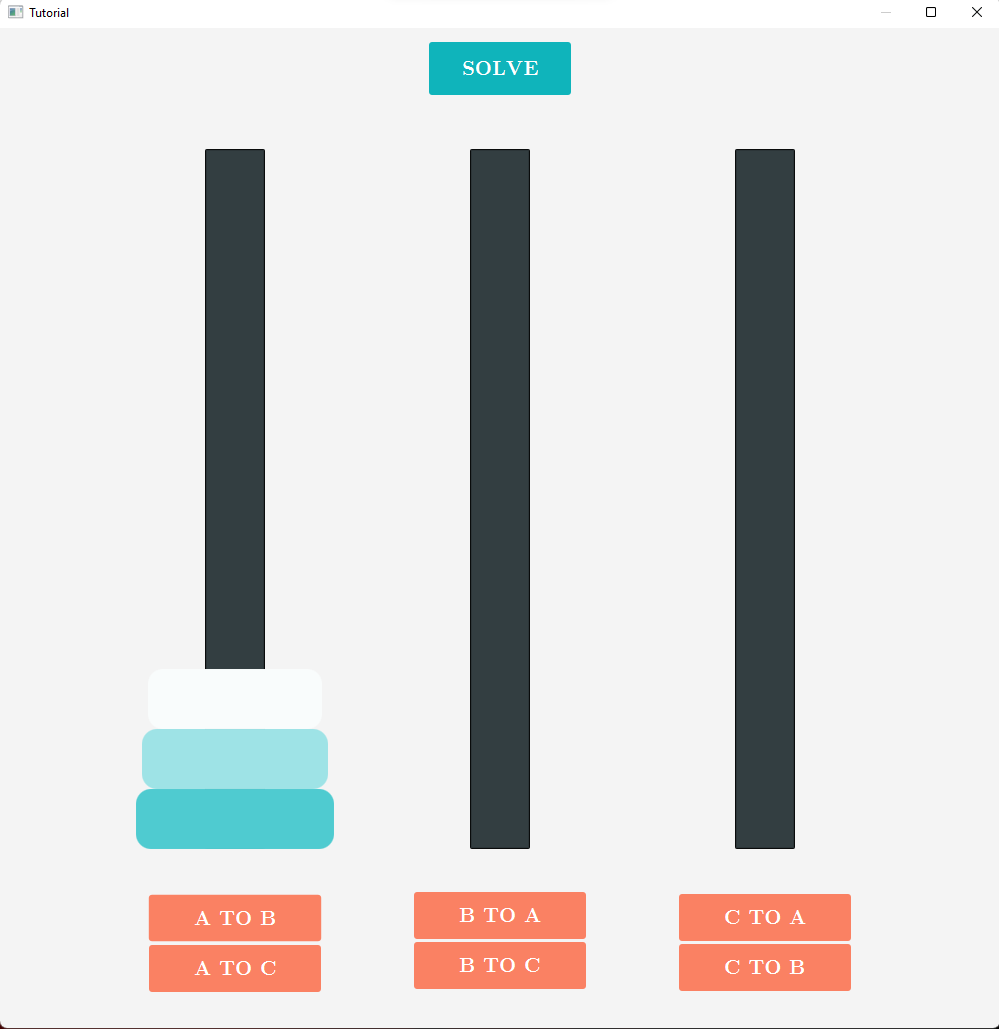 Tutorial
SOLVE
A TO B
A TO C
B TO A
B TO C
C TO A
C TO B